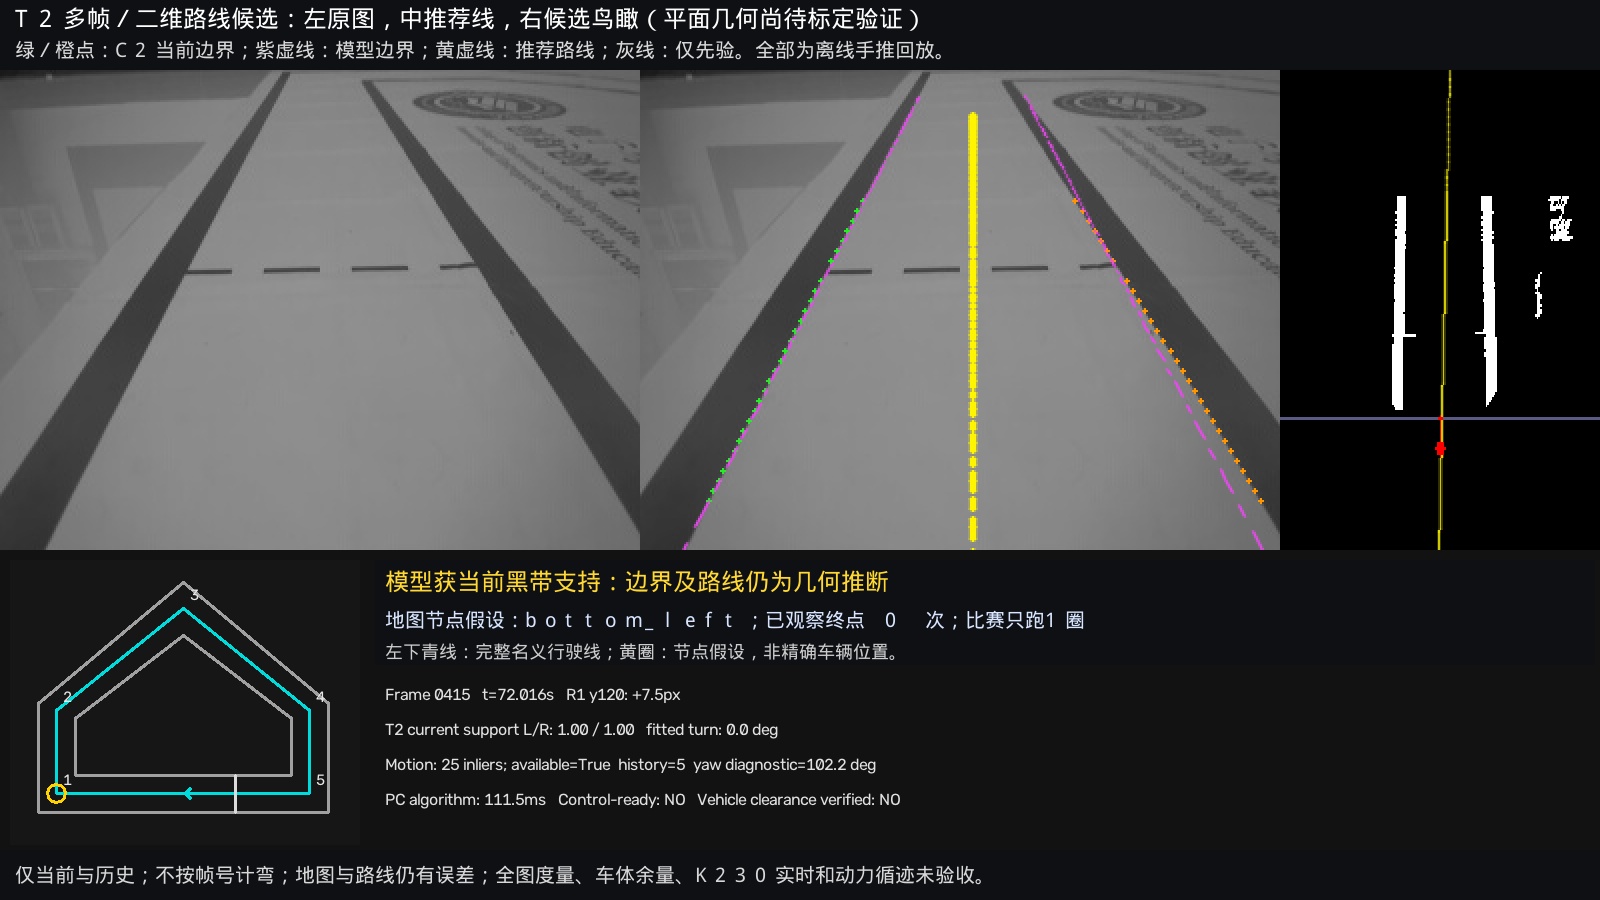 T 2 多帧 / 二维路线候选：左原图，中推荐线，右候选鸟瞰（平面几何尚待标定验证）
绿 / 橙点：C 2 当前边界；紫虚线：模型边界；黄虚线：推荐路线；灰线：仅先验。全部为离线手推回放。
模型获当前黑带支持：边界及路线仍为几何推断
地图节点假设：bottom_left ；已观察终点 0 次；比赛只跑1 圈
左下青线：完整名义行驶线；黄圈：节点假设，非精确车辆位置。
Frame 0415 t=72.016s R1 y120: +7.5px
T2 current support L/R: 1.00 / 1.00 fitted turn: 0.0 deg
Motion: 25 inliers; available=True history=5 yaw diagnostic=102.2 deg
PC algorithm: 111.5ms Control-ready: NO Vehicle clearance verified: NO
3
2
4
1
5
仅当前与历史；不按帧号计弯；地图与路线仍有误差；全图度量、车体余量、K 2 3 0 实时和动力循迹未验收。